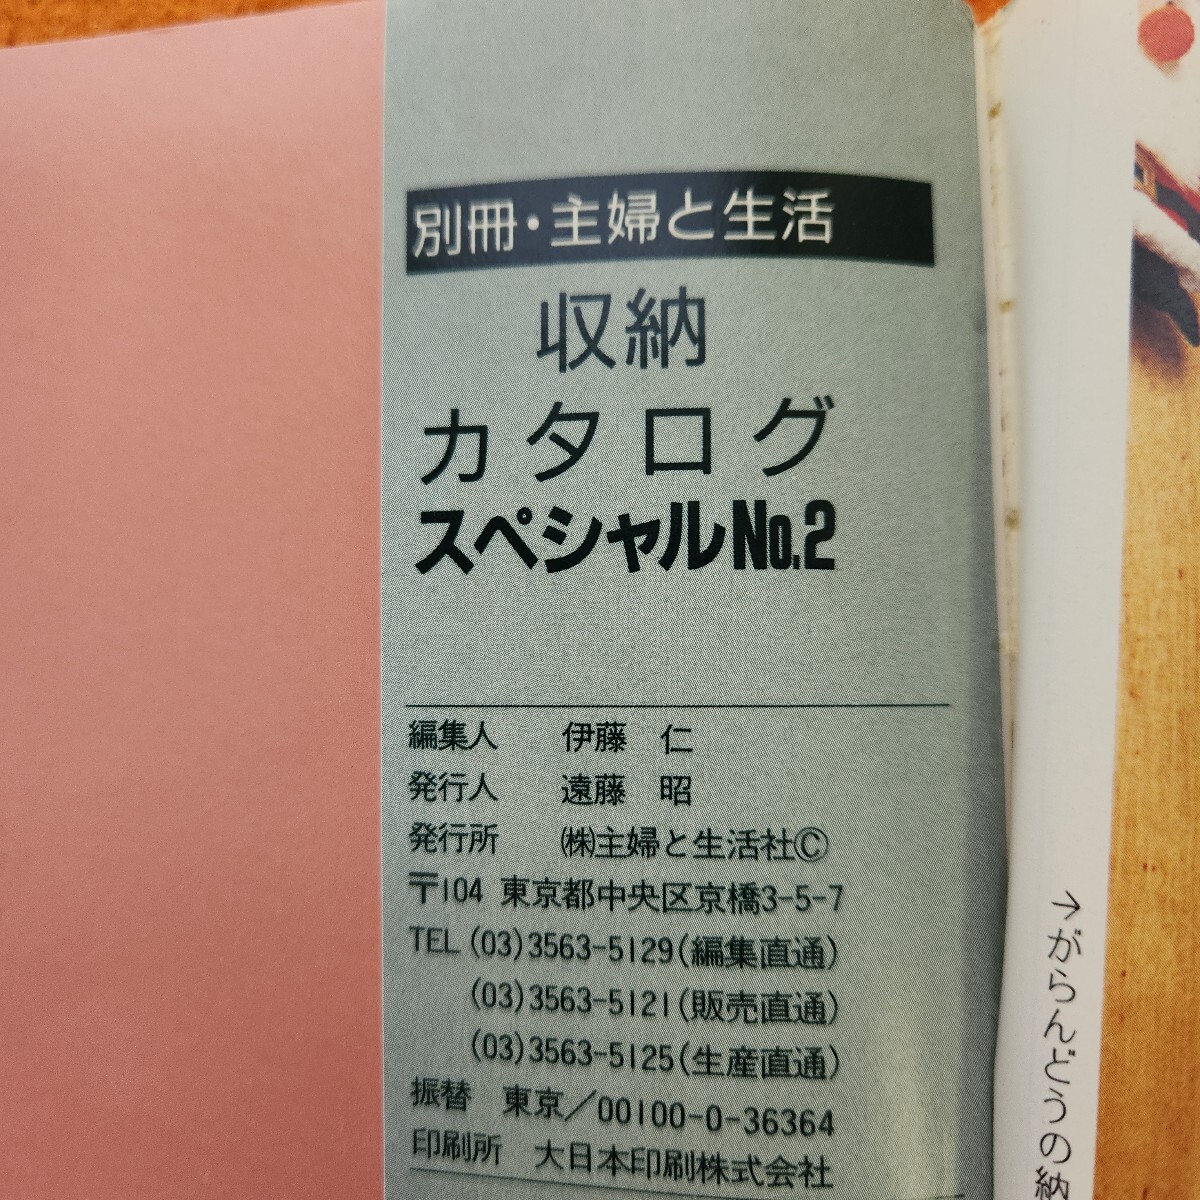 別冊・主婦と生活
収納
カタログ
スペシャルNo.2
編集人 伊藤 仁
発行人 遠藤 昭
発行所 ㈱主婦と生活社Ⓒ
〒104 東京都中央区京橋3-5-7
TEL (03)3563-5129(編集直通)
(03)3563-5121(販売直通)
(03)3563-5125(生産直通)
振替 東京/00100-0-36364
印刷所 大日本印刷株式会社
→がらんどうの納